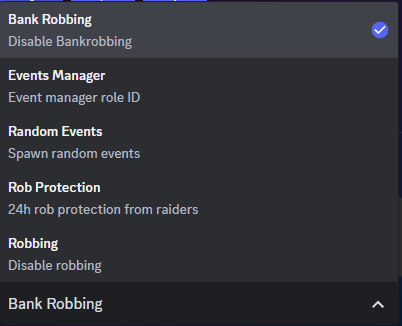 Bank Robbing
Disable Bankrobbing
Events Manager
Event manager role ID
Random Events
Spawn random events
Rob Protection
24h rob protection from raiders
Robbing
Disable robbing
Bank Robbing